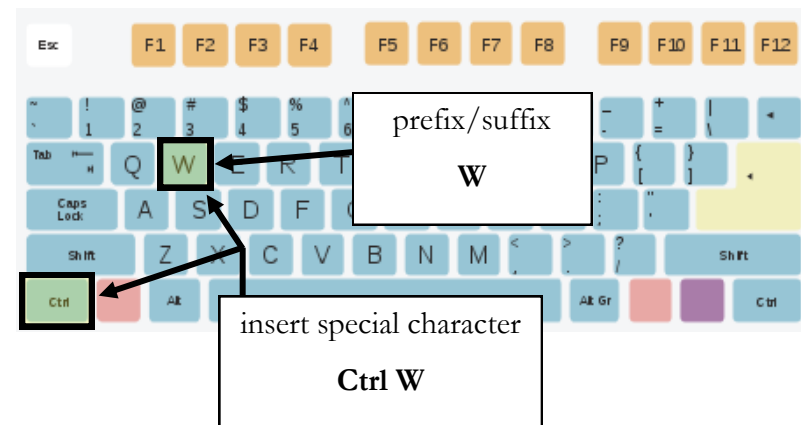 Esc F1 F2 F3 F4 F5 F6 F7 F8 F9 F10 F11 F12
~ ! @ # $ % ^ _ + |
` 1 2 3 4 5 6 - = \
prefix/suffix
W
Tab Q W E R T P { [ } ]
Caps Lock A S D F : ; "
Shift Z X C V B N M < , > . ? / Shift
Ctrl Alt Alt Gr Ctrl
insert special character
Ctrl W